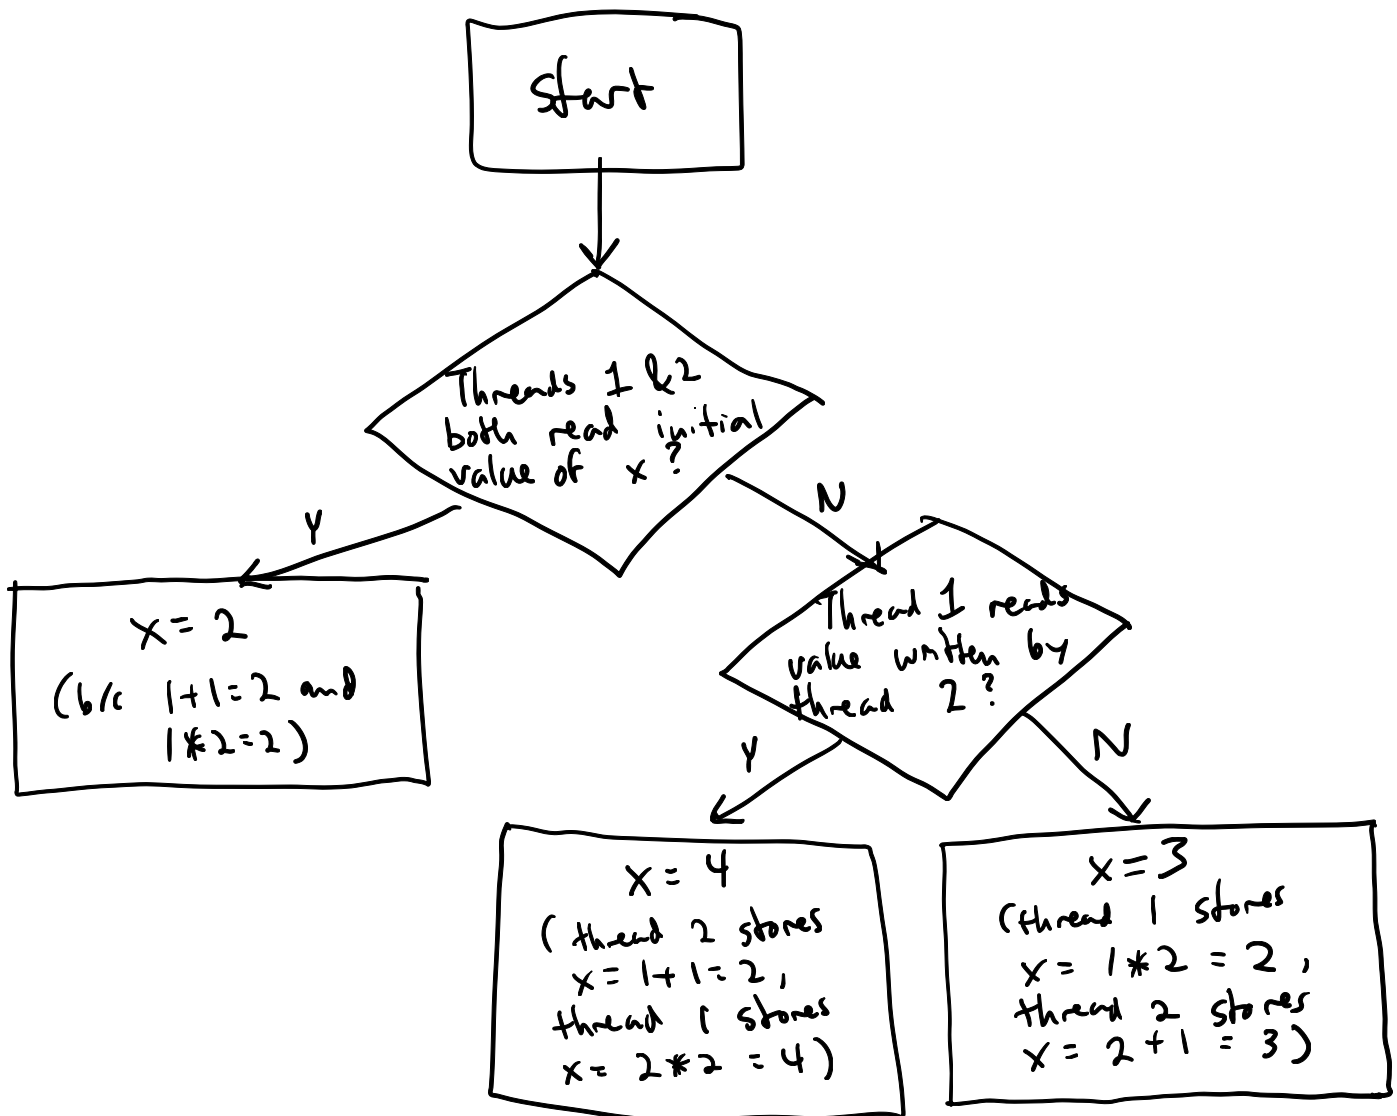 Start
Threads 1 & 2
both read initial
value of x?
Y
N
x = 2
(b/c 1+1=2 and
1*2=2)
Thread 1 reads
value written by
thread 2?
Y
N
x = 4
(thread 2 stores
x = 1+1=2,
thread 1 stores
x = 2*2 = 4)
x=3
(thread 1 stores
x = 1*2 = 2,
thread 2 stores
x = 2+1 = 3)